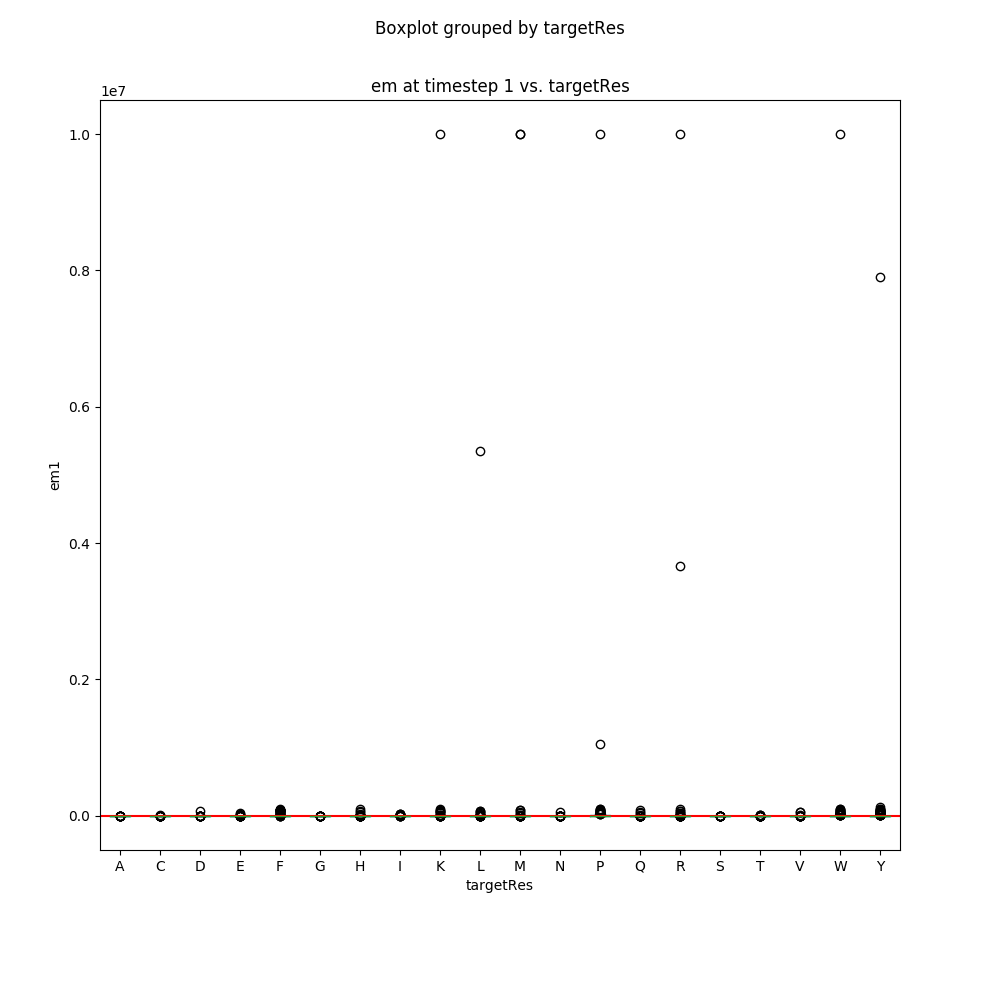 Boxplot grouped by targetRes
em at timestep 1 vs. targetRes
1e7
1.0
0.8
0.6
0.4
0.2
0.0
em1
A C D E F G H I K L M N P Q R S T V W Y
targetRes